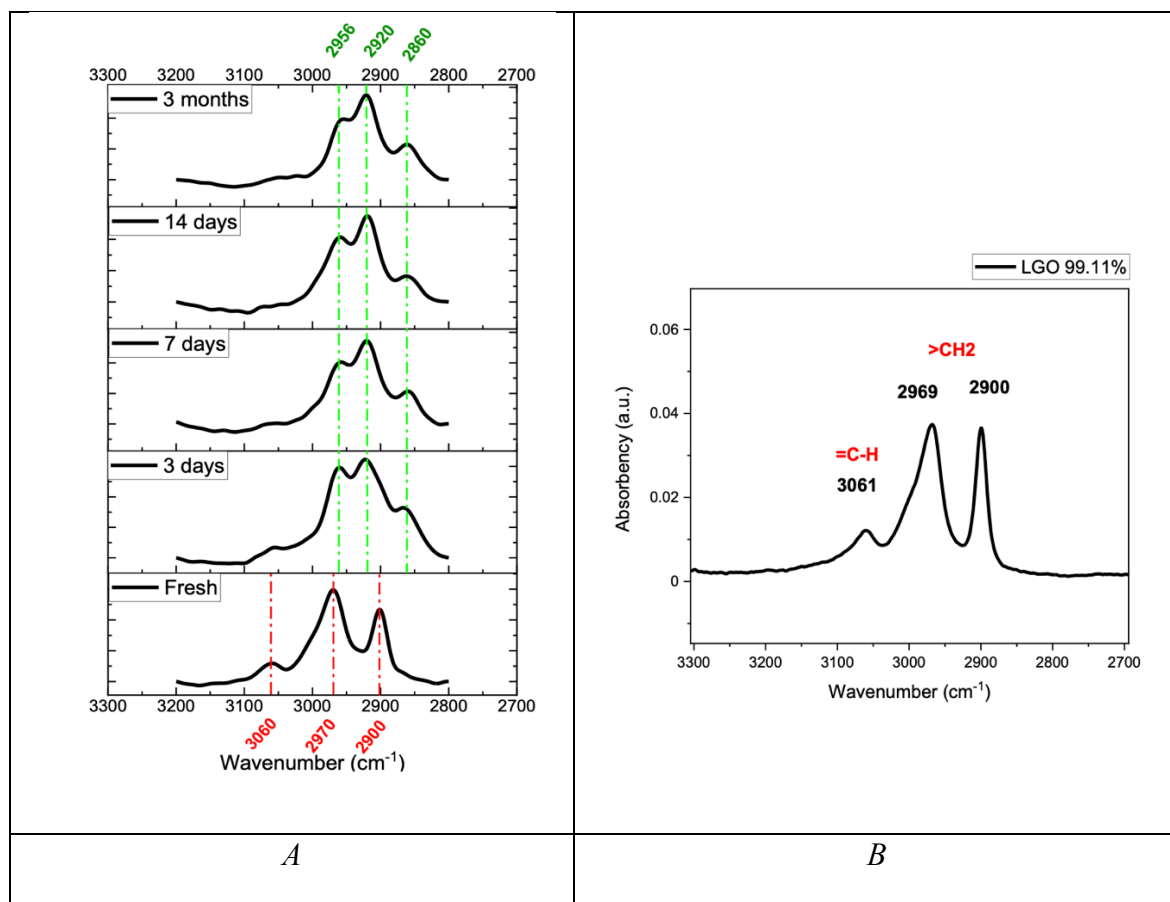 2956 2920 2860
3300 3200 3100 3000 2900 2800 2700
3 months
14 days
7 days
3 days
Fresh
3300 3200 3100 3000 2900 2800 2700
3060 2970 2900
Wavenumber (cm-1)
A
LGO 99.11%
0.06
>CH2
2969 2900
0.04
=C-H
3061
0.02
0
Absorbency (a.u.)
3300 3200 3100 3000 2900 2800 2700
Wavenumber (cm-1)
B